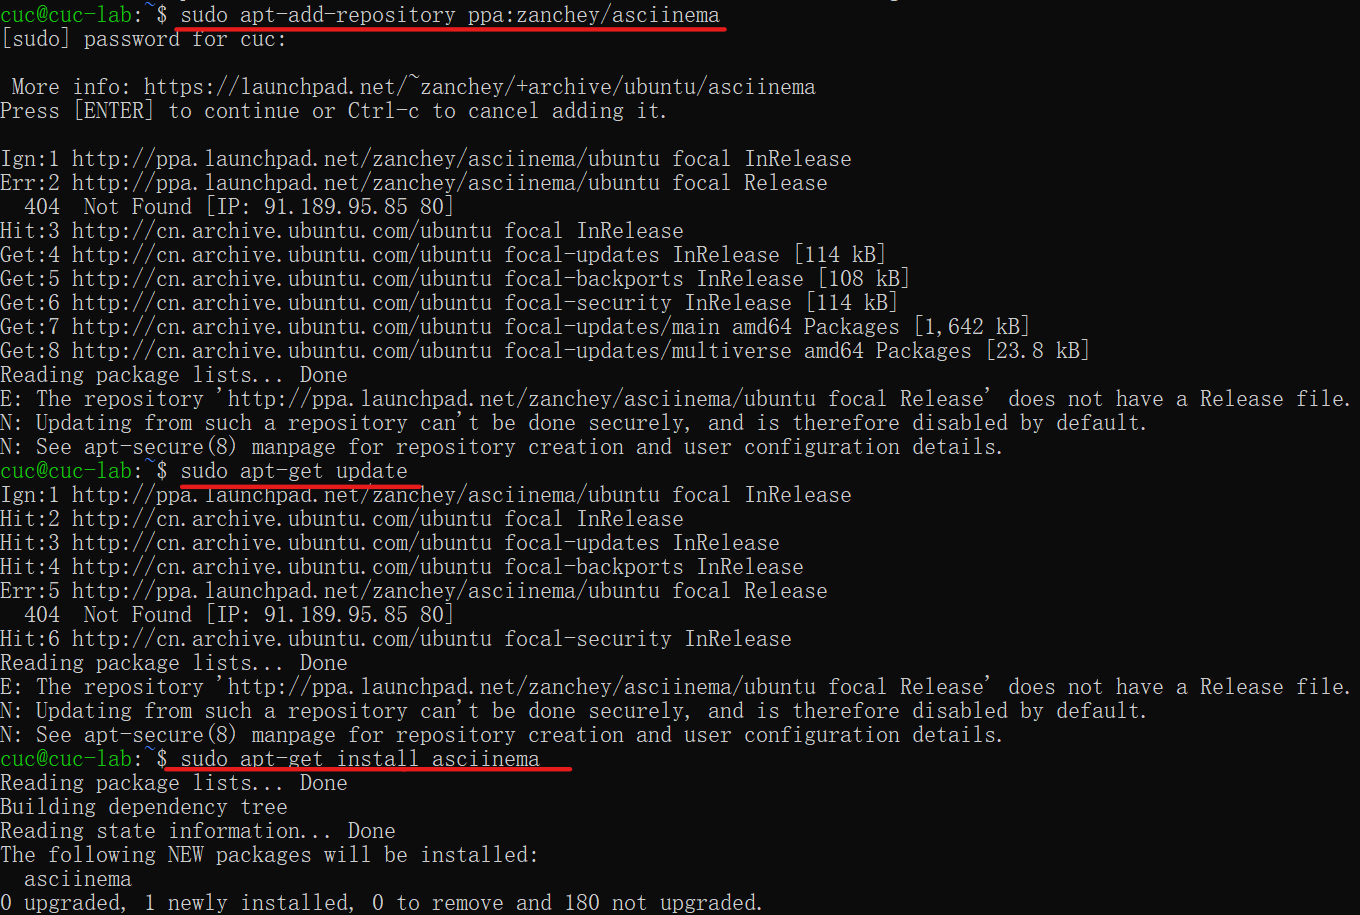 cuc@cuc-lab:~$ sudo apt-add-repository ppa:zanchey/asciinema
[sudo] password for cuc:
More info: https://launchpad.net/~zanchey/+archive/ubuntu/asciinema
Press [ENTER] to continue or Ctrl-c to cancel adding it.
Ign:1 http://ppa.launchpad.net/zanchey/asciinema/ubuntu focal InRelease
Err:2 http://ppa.launchpad.net/zanchey/asciinema/ubuntu focal Release
404  Not Found [IP: 91.189.95.85 80]
Hit:3 http://cn.archive.ubuntu.com/ubuntu focal InRelease
Get:4 http://cn.archive.ubuntu.com/ubuntu focal-updates InRelease [114 kB]
Get:5 http://cn.archive.ubuntu.com/ubuntu focal-backports InRelease [108 kB]
Get:6 http://cn.archive.ubuntu.com/ubuntu focal-security InRelease [114 kB]
Get:7 http://cn.archive.ubuntu.com/ubuntu focal-updates/main amd64 Packages [1,642 kB]
Get:8 http://cn.archive.ubuntu.com/ubuntu focal-updates/multiverse amd64 Packages [23.8 kB]
Reading package lists... Done
E: The repository 'http://ppa.launchpad.net/zanchey/asciinema/ubuntu focal Release' does not have a Release file.
N: Updating from such a repository can't be done securely, and is therefore disabled by default.
N: See apt-secure(8) manpage for repository creation and user configuration details.
cuc@cuc-lab:~$ sudo apt-get update
Ign:1 http://ppa.launchpad.net/zanchey/asciinema/ubuntu focal InRelease
Hit:2 http://cn.archive.ubuntu.com/ubuntu focal InRelease
Hit:3 http://cn.archive.ubuntu.com/ubuntu focal-updates InRelease
Hit:4 http://cn.archive.ubuntu.com/ubuntu focal-backports InRelease
Err:5 http://ppa.launchpad.net/zanchey/asciinema/ubuntu focal Release
404  Not Found [IP: 91.189.95.85 80]
Hit:6 http://cn.archive.ubuntu.com/ubuntu focal-security InRelease
Reading package lists... Done
E: The repository 'http://ppa.launchpad.net/zanchey/asciinema/ubuntu focal Release' does not have a Release file.
N: Updating from such a repository can't be done securely, and is therefore disabled by default.
N: See apt-secure(8) manpage for repository creation and user configuration details.
cuc@cuc-lab:~$ sudo apt-get install asciinema
Reading package lists... Done
Building dependency tree
Reading state information... Done
The following NEW packages will be installed:
asciinema
0 upgraded, 1 newly installed, 0 to remove and 180 not upgraded.